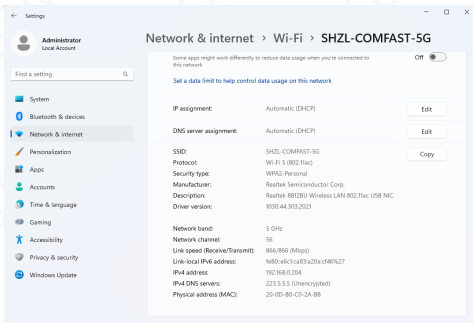 Settings
Administrator
Local Account
Find a setting
System
Bluetooth & devices
Network & internet
Personalization
Apps
Accounts
Time & language
Gaming
Accessibility
Privacy & security
Windows Update
Network & internet > Wi-Fi > SHZL-COMFAST-5G
Some apps might work differently to reduce data usage when you're connected to
this network
Off
Set a data limit to help control data usage on this network
IP assignment: Automatic (DHCP) Edit
DNS server assignment: Automatic (DHCP) Edit
SSID: SHZL-COMFAST-5G Copy
Protocol: Wi-Fi 5 (802.11ac)
Security type: WPA2-Personal
Manufacturer: Realtek Semiconductor Corp.
Description: Realtek 8812BU Wireless LAN 802.11ac USB NIC
Driver version: 1030.44.303.2021
Network band: 5 GHz
Network channel: 56
Link speed (Receive/Transmit): 866/866 (Mbps)
Link-local IPv6 address: fe80::e6c1:ca83:a20a:cf46%27
IPv4 address: 192.168.0.204
IPv4 DNS servers: 223.5.5.5 (Unencrypted)
Physical address (MAC): 20-0D-B0-C0-2A-B8